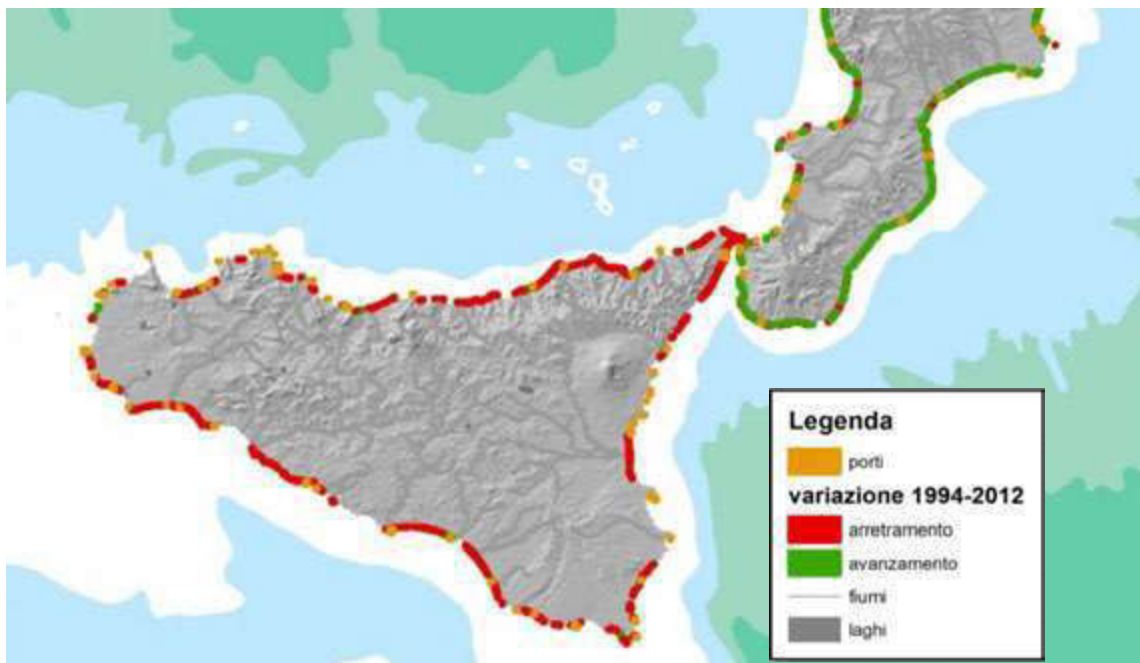 Legenda
porti
variazione 1994-2012
arretramento
avanzamento
fiumi
laghi